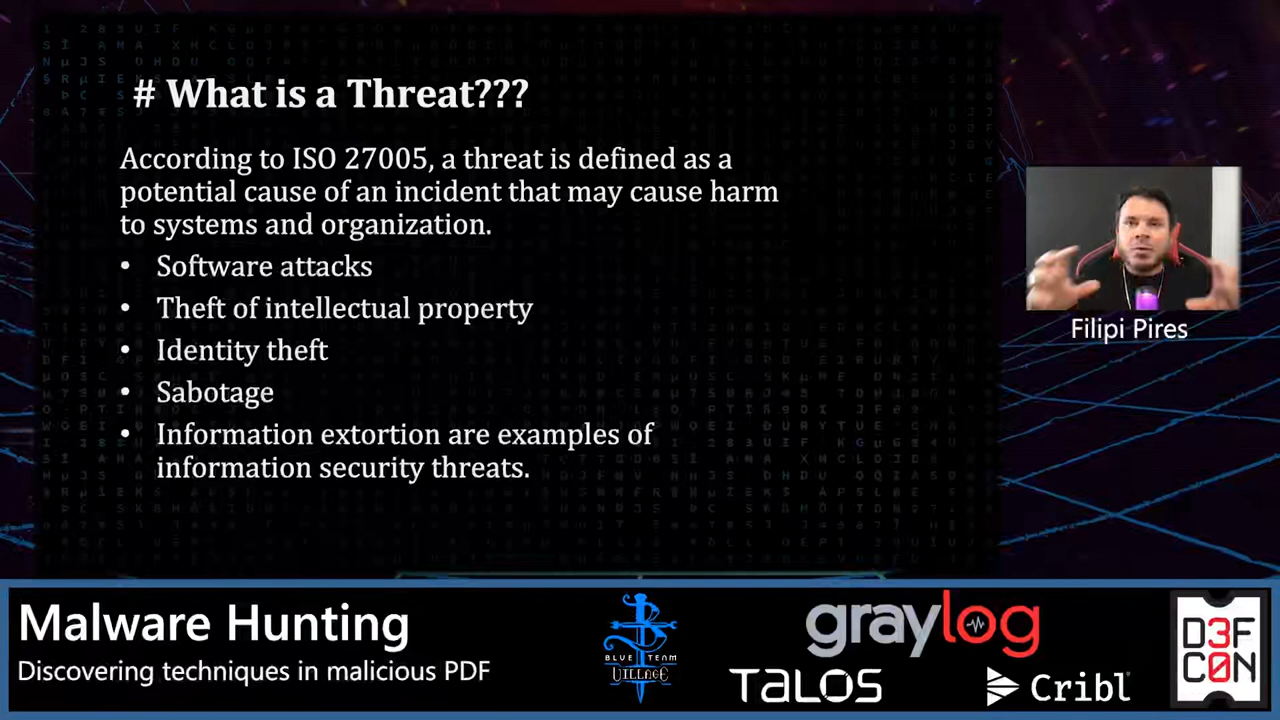 # What is a Threat???
According to ISO 27005, a threat is defined as a
potential cause of an incident that may cause harm
to systems and organization.
• Software attacks
• Theft of intellectual property
• Identity theft
• Sabotage
• Information extortion are examples of
information security threats.
Filipi Pires
Malware Hunting
Discovering techniques in malicious PDF
BLUE TEAM
VILLAGE
graylog
TALOS
Cribl
D3F
C0N